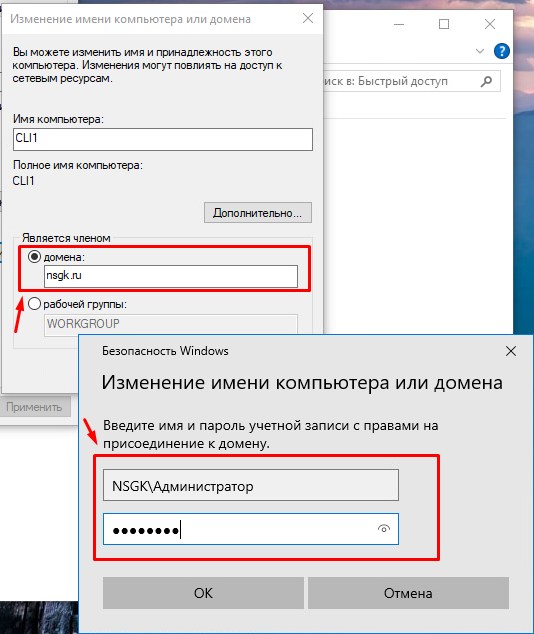 Изменение имени компьютера или домена
Вы можете изменить имя и принадлежность этого
компьютера. Изменения могут повлиять на доступ к
сетевым ресурсам.
Имя компьютера:
CLI1
Полное имя компьютера:
CLI1
Дополнительно...
Является членом
домена:
nsgk.ru
рабочей группы:
WORKGROUP
Применить
иск в: Быстрый доступ
Безопасность Windows
Изменение имени компьютера или домена
Введите имя и пароль учетной записи с правами на
присоединение к домену.
NSGK\Администратор
●●●●●●●●
ОК
Отмена